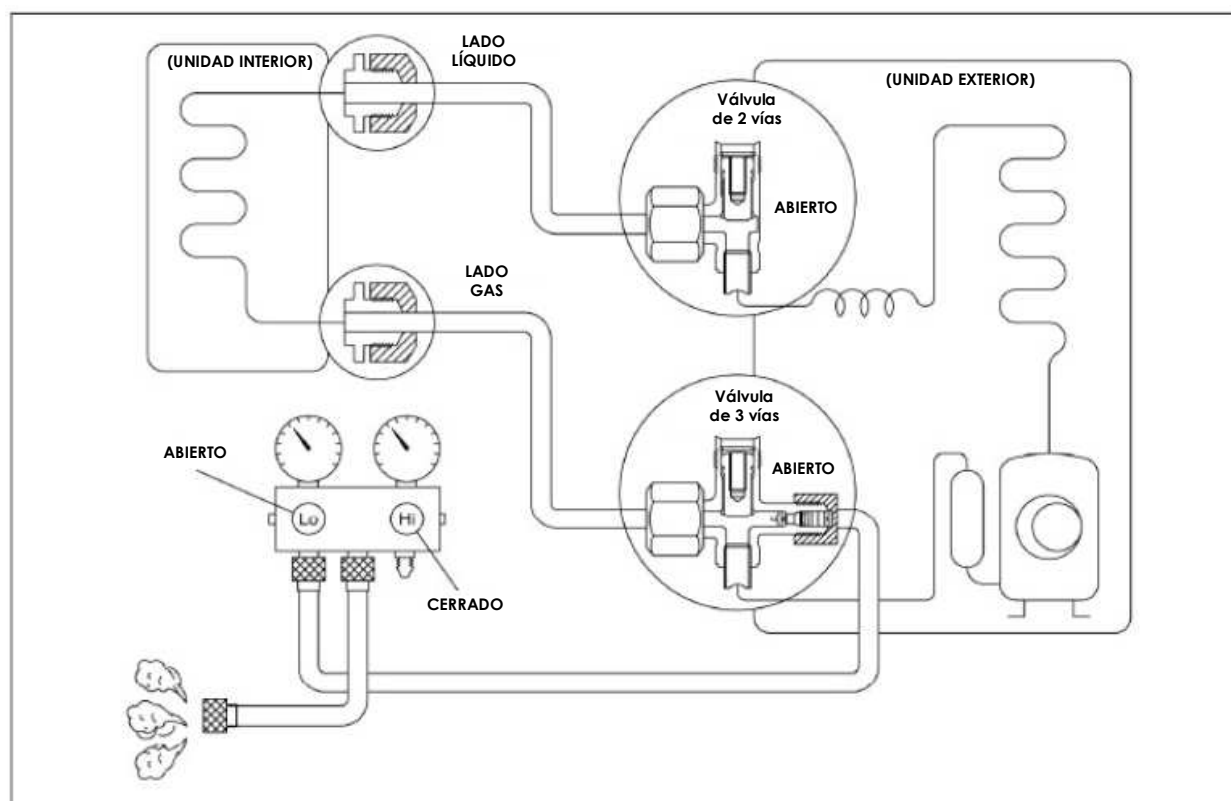 (UNIDAD INTERIOR)
LADO
LÍQUIDO
(UNIDAD EXTERIOR)
Válvula
de 2 vías
ABIERTO
LADO
GAS
Válvula
de 3 vías
ABIERTO
ABIERTO
Lo
Hi
CERRADO